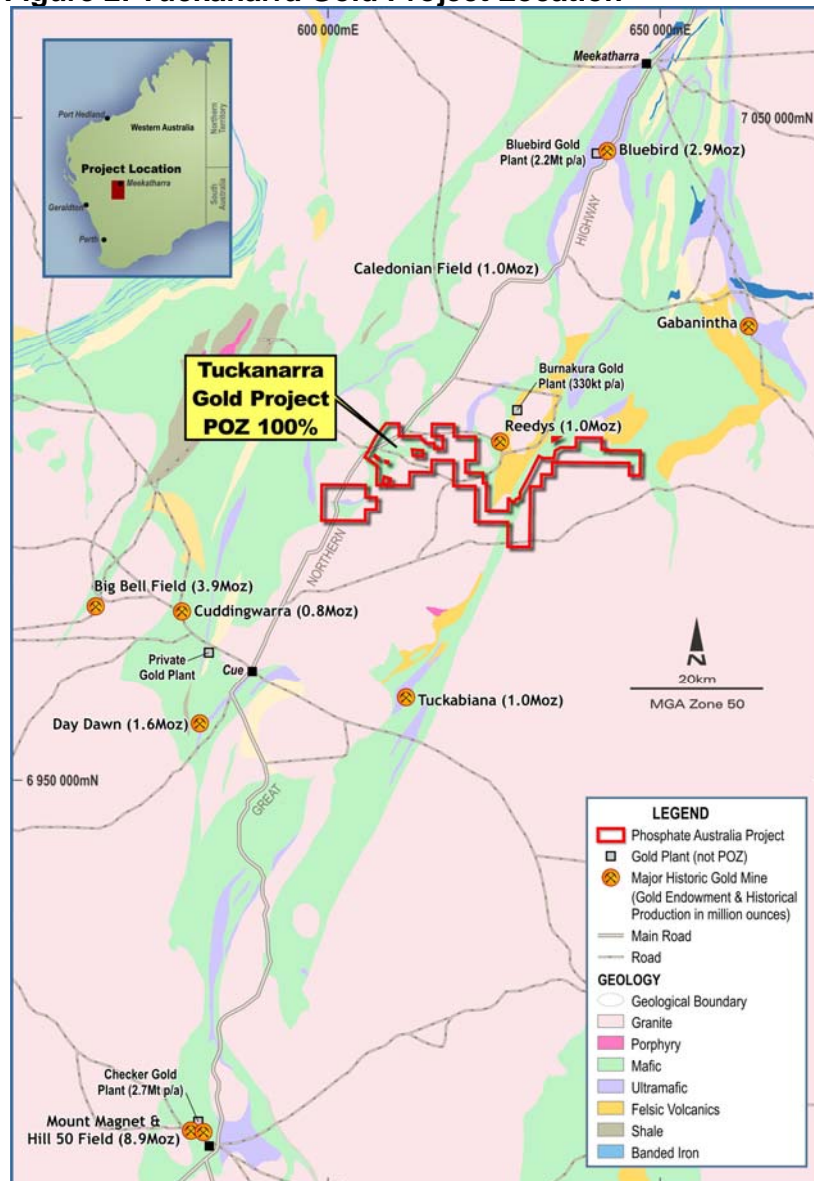 Figure 2: Tuckanarra Gold Project Location
600 000mE
650 000mE
Meekatharra
7 050 000mN
Port Hedland
Western Australia
Northern
Territory
Project Location
Meekatharra
South
Australia
Geraldton
Perth
Bluebird Gold
Plant (2.2Mt p/a)
Bluebird (2.9Moz)
HIGHWAY
Caledonian Field (1.0Moz)
Gabanintha
Tuckanarra
Gold Project
POZ 100%
Burnakura Gold
Plant (330kt p/a)
Reedys (1.0Moz)
NORTHERN
Big Bell Field (3.9Moz)
Cuddingwarra (0.8Moz)
Private
Gold Plant
Cue
N
20km
MGA Zone 50
Tuckabiana (1.0Moz)
Day Dawn (1.6Moz)
6 950 000mN
GREAT
LEGEND
Phosphate Australia Project
Gold Plant (not POZ)
Major Historic Gold Mine
(Gold Endowment & Historical
Production in million ounces)
Main Road
Road
GEOLOGY
Geological Boundary
Granite
Porphyry
Mafic
Ultramafic
Felsic Volcanics
Shale
Banded Iron
Checker Gold
Plant (2.7Mt p/a)
Mount Magnet &
Hill 50 Field (8.9Moz)